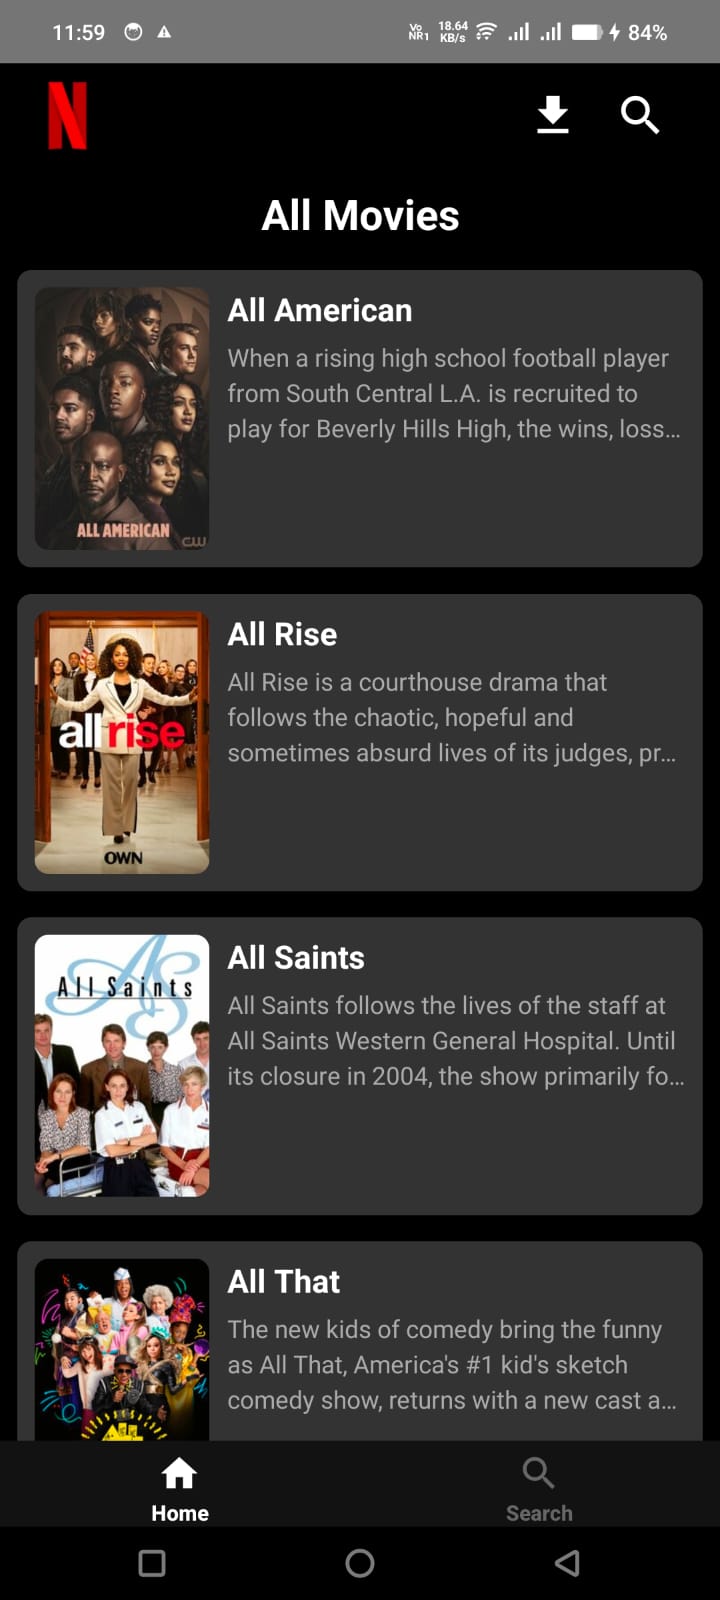 11:59
Vo
NR1
18.64
KB/s
84%
N
All Movies
All American
When a rising high school football player
from South Central L.A. is recruited to
play for Beverly Hills High, the wins, loss…
ALL AMERICAN
CW
All Rise
All Rise is a courthouse drama that
follows the chaotic, hopeful and
sometimes absurd lives of its judges, pr…
all rise
OWN
All Saints
All Saints follows the lives of the staff at
All Saints Western General Hospital. Until
its closure in 2004, the show primarily fo…
AS
All Saints
All That
The new kids of comedy bring the funny
as All That, America's #1 kid's sketch
comedy show, returns with a new cast a…
ALL
Home
Search